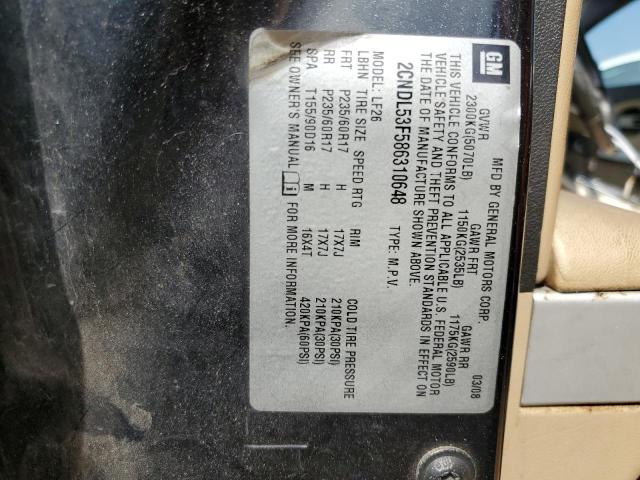 GM
MFD BY GENERAL MOTORS CORP. 03/08
GVWR GAWR FRT GAWR RR
2300KG(5070LB) 1150KG(2535LB) 1175KG(2590LB)
THIS VEHICLE CONFORMS TO ALL APPLICABLE U.S. FEDERAL MOTOR
VEHICLE SAFETY AND THEFT PREVENTION STANDARDS IN EFFECT ON
THE DATE OF MANUFACTURE SHOWN ABOVE.
2CNDL53F586310648 TYPE: M.P.V.
MODEL: LF26
LBHN TIRE SIZE SPEED RTG RIM COLD TIRE PRESSURE
FRT P235/60R17 H 17X7J 210KPA(30PSI)
RR P235/60R17 H 17X7J 210KPA(30PSI)
SPA T155/90D16 M 16X4T 420KPA(60PSI)
SEE OWNER'S MANUAL i FOR MORE INFORMATION.